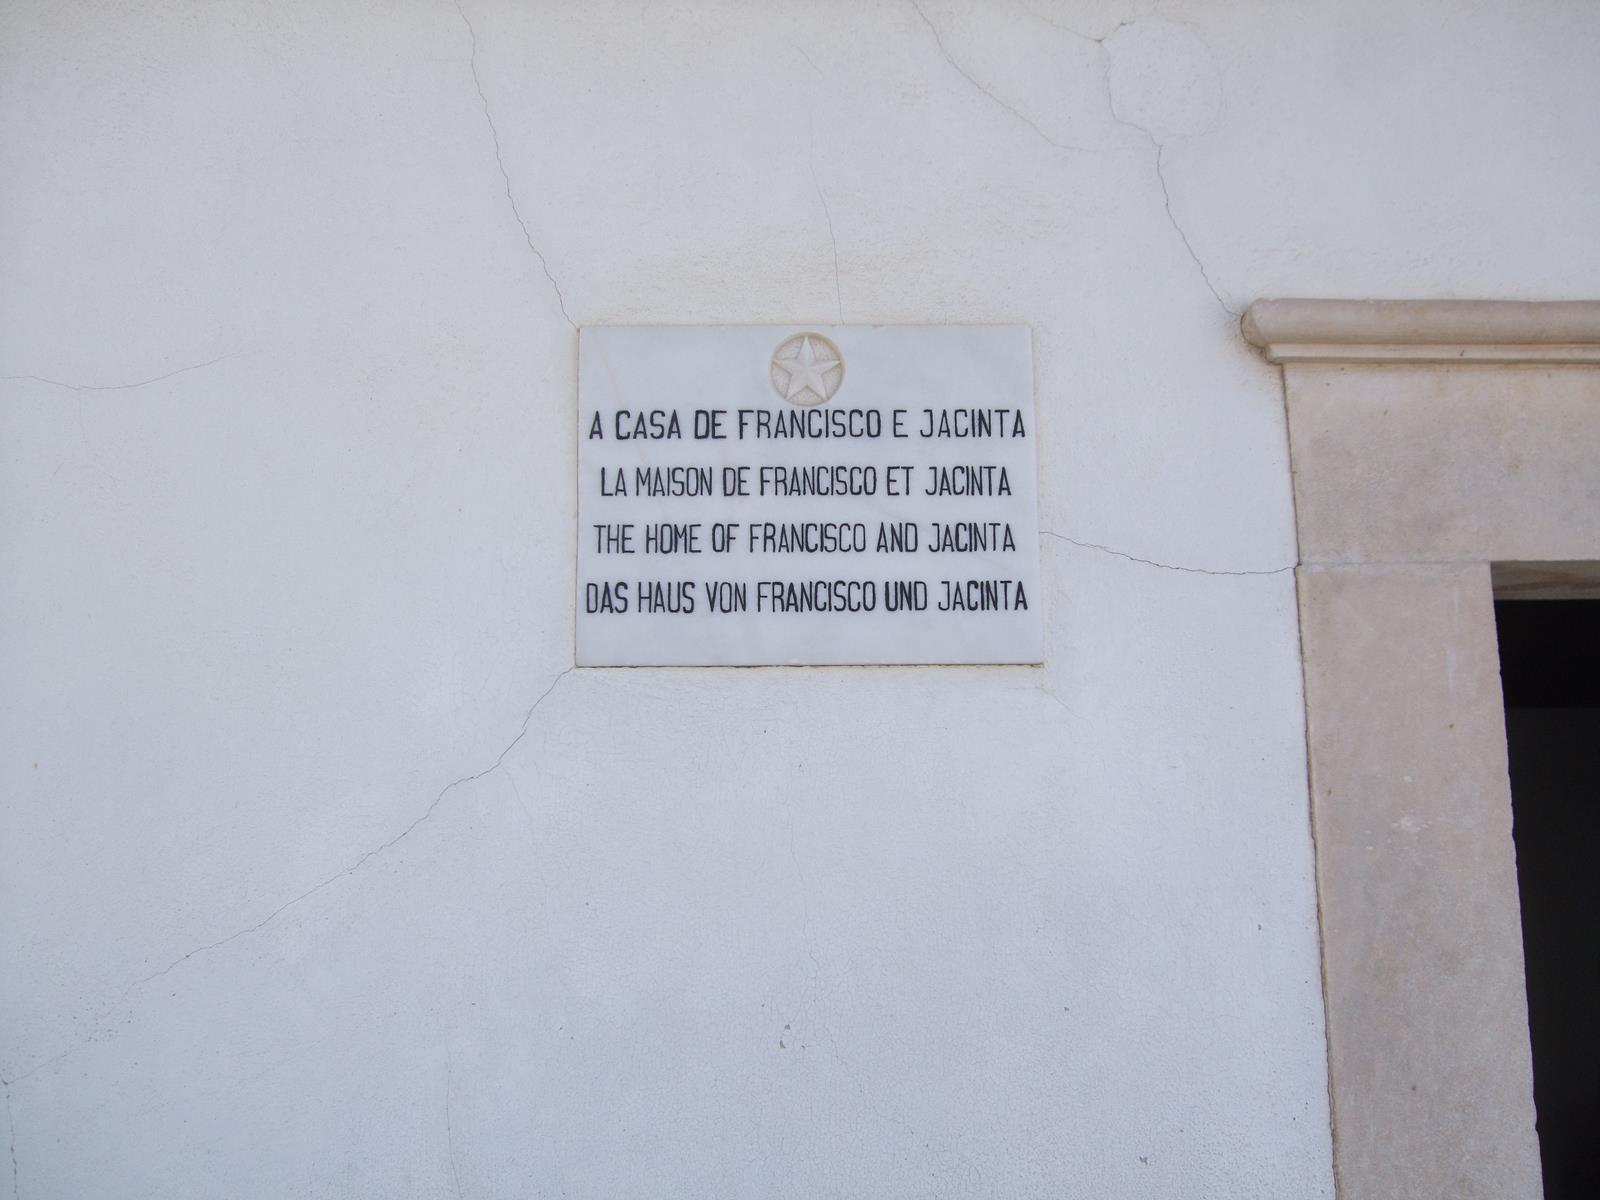 A CASA DE FRANCISCO E JACINTA
LA MAISON DE FRANCISCO ET JACINTA
THE HOME OF FRANCISCO AND JACINTA
DAS HAUS VON FRANCISCO UND JACINTA